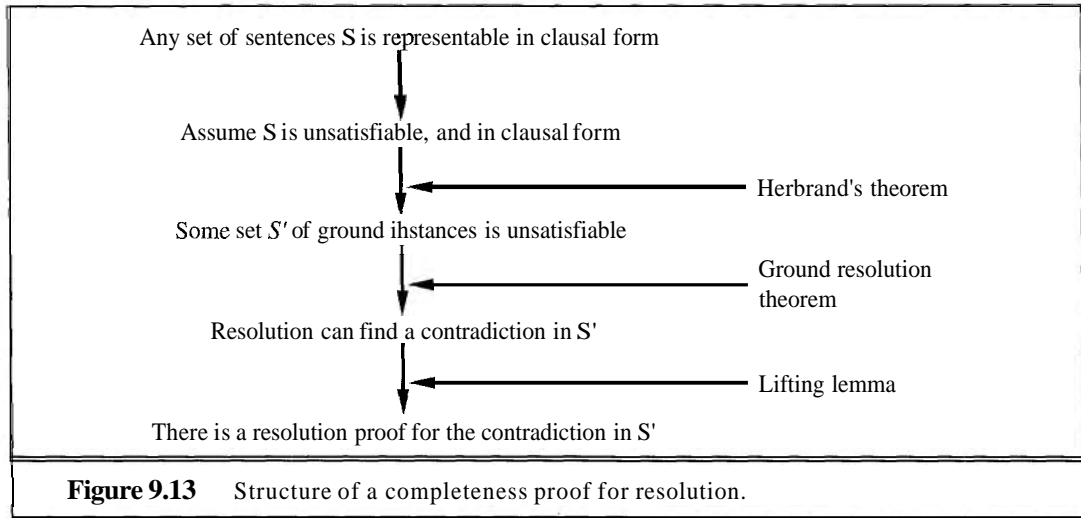 Any set of sentences S is representable in clausal form
Assume S is unsatisfiable, and in clausal form
Herbrand's theorem
Some set S' of ground ihstances is unsatisfiable
Ground resolution
theorem
Resolution can find a contradiction in S'
Lifting lemma
There is a resolution proof for the contradiction in S'
Figure 9.13 Structure of a completeness proof for resolution.